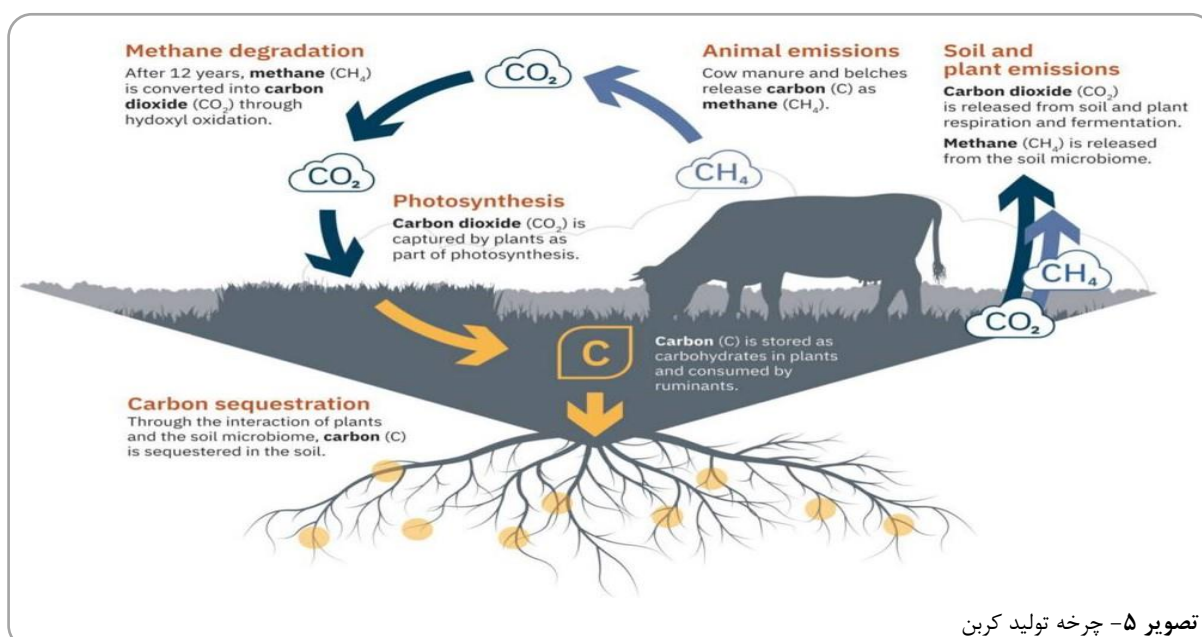 Methane degradation
After 12 years, methane (CH₄)
is converted into carbon
dioxide (CO₂) through
hydoxyl oxidation.
CO₂
Animal emissions
Cow manure and belches
release carbon (C) as
methane (CH₄).
Soil and
plant emissions
Carbon dioxide (CO₂)
is released from soil and plant
respiration and fermentation.
Methane (CH₄) is released
from the soil microbiome.
CO₂
CH₄
Photosynthesis
Carbon dioxide (CO₂) is
captured by plants as
part of photosynthesis.
CH₄
CO₂
C
Carbon (C) is stored as
carbohydrates in plants
and consumed by
ruminants.
Carbon sequestration
Through the interaction of plants
and the soil microbiome, carbon (C)
is sequestered in the soil.
تصویر ۵- چرخه تولید کربن